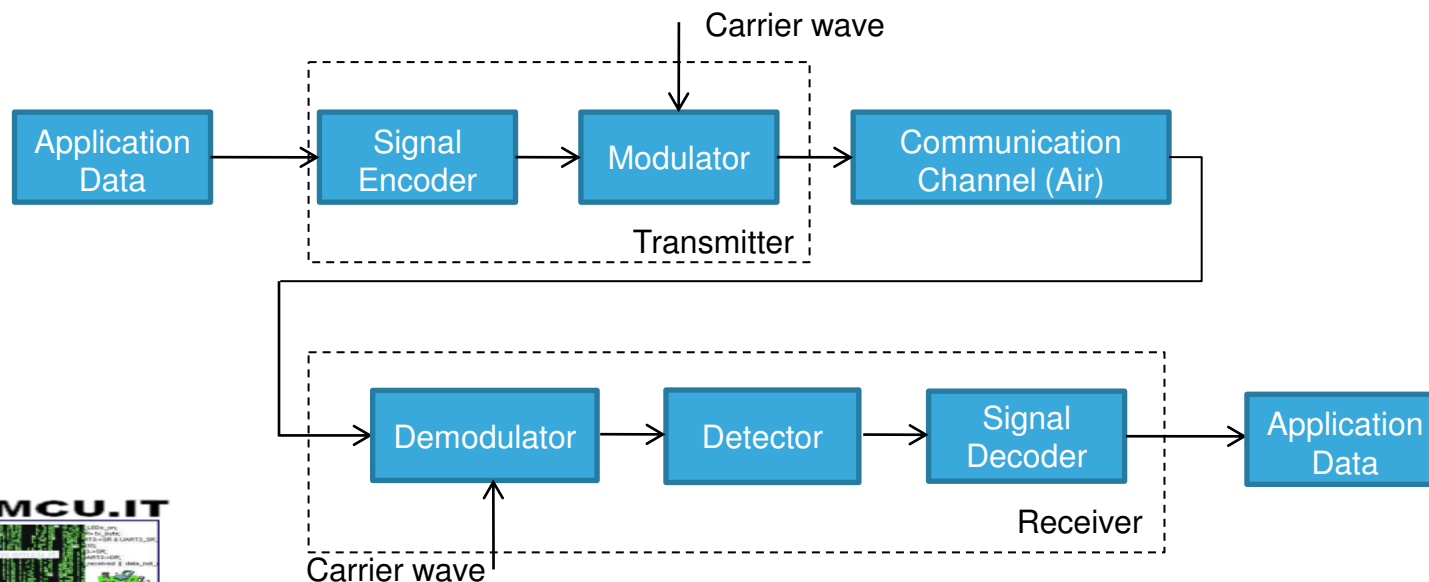 Carrier wave
Application
Data
Signal
Encoder
Modulator
Communication
Channel (Air)
Transmitter
Demodulator
Detector
Signal
Decoder
Application
Data
Receiver
Carrier wave
MCU.IT